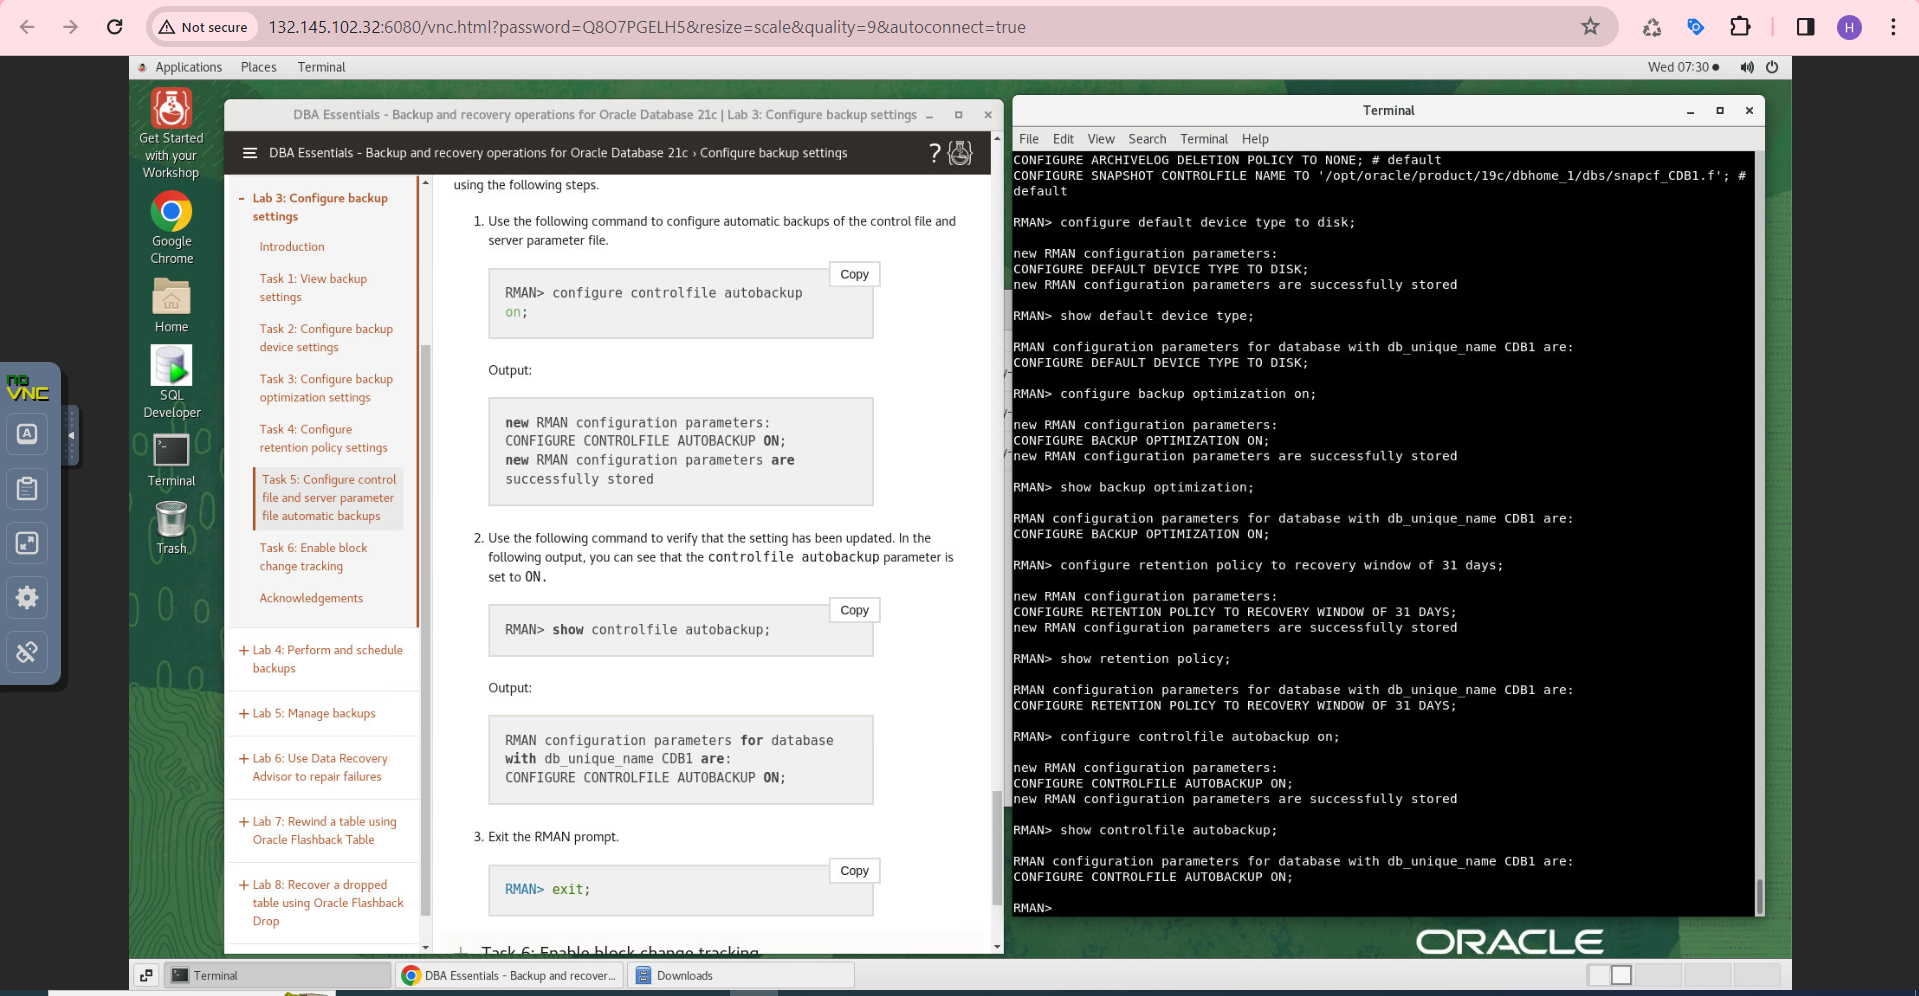 Not secure
132.145.102.32:6080/vnc.html?password=Q8O7PGELH5&resize=scale&quality=9&autoconnect=true
H
Applications Places Terminal
Wed 07:30
Get Started
with your
Workshop
Google
Chrome
Home
SQL
Developer
Terminal
Trash
no
VNC
A
DBA Essentials - Backup and recovery operations for Oracle Database 21c | Lab 3: Configure backup settings
DBA Essentials - Backup and recovery operations for Oracle Database 21c › Configure backup settings
?
- Lab 3: Configure backup
settings
Introduction
Task 1: View backup
settings
Task 2: Configure backup
device settings
Task 3: Configure backup
optimization settings
Task 4: Configure
retention policy settings
Task 5: Configure control
file and server parameter
file automatic backups
Task 6: Enable block
change tracking
Acknowledgements
+ Lab 4: Perform and schedule
backups
+ Lab 5: Manage backups
+ Lab 6: Use Data Recovery
Advisor to repair failures
+ Lab 7: Rewind a table using
Oracle Flashback Table
+ Lab 8: Recover a dropped
table using Oracle Flashback
Drop
using the following steps.
1. Use the following command to configure automatic backups of the control file and
server parameter file.
Copy
RMAN> configure controlfile autobackup
on;
Output:
new RMAN configuration parameters:
CONFIGURE CONTROLFILE AUTOBACKUP ON;
new RMAN configuration parameters are
successfully stored
2. Use the following command to verify that the setting has been updated. In the
following output, you can see that the controlfile autobackup parameter is
set to ON.
Copy
RMAN> show controlfile autobackup;
Output:
RMAN configuration parameters for database
with db_unique_name CDB1 are:
CONFIGURE CONTROLFILE AUTOBACKUP ON;
3. Exit the RMAN prompt.
Copy
RMAN> exit;
+ Task 6: Enable block change tracking
Terminal
File Edit View Search Terminal Help
CONFIGURE ARCHIVELOG DELETION POLICY TO NONE; # default
CONFIGURE SNAPSHOT CONTROLFILE NAME TO '/opt/oracle/product/19c/dbhome_1/dbs/snapcf_CDB1.f'; #
default
RMAN> configure default device type to disk;
new RMAN configuration parameters:
CONFIGURE DEFAULT DEVICE TYPE TO DISK;
new RMAN configuration parameters are successfully stored
RMAN> show default device type;
RMAN configuration parameters for database with db_unique_name CDB1 are:
CONFIGURE DEFAULT DEVICE TYPE TO DISK;
RMAN> configure backup optimization on;
new RMAN configuration parameters:
CONFIGURE BACKUP OPTIMIZATION ON;
new RMAN configuration parameters are successfully stored
RMAN> show backup optimization;
RMAN configuration parameters for database with db_unique_name CDB1 are:
CONFIGURE BACKUP OPTIMIZATION ON;
RMAN> configure retention policy to recovery window of 31 days;
new RMAN configuration parameters:
CONFIGURE RETENTION POLICY TO RECOVERY WINDOW OF 31 DAYS;
new RMAN configuration parameters are successfully stored
RMAN> show retention policy;
RMAN configuration parameters for database with db_unique_name CDB1 are:
CONFIGURE RETENTION POLICY TO RECOVERY WINDOW OF 31 DAYS;
RMAN> configure controlfile autobackup on;
new RMAN configuration parameters:
CONFIGURE CONTROLFILE AUTOBACKUP ON;
new RMAN configuration parameters are successfully stored
RMAN> show controlfile autobackup;
RMAN configuration parameters for database with db_unique_name CDB1 are:
CONFIGURE CONTROLFILE AUTOBACKUP ON;
RMAN>
ORACLE
Terminal
DBA Essentials - Backup and recover...
Downloads